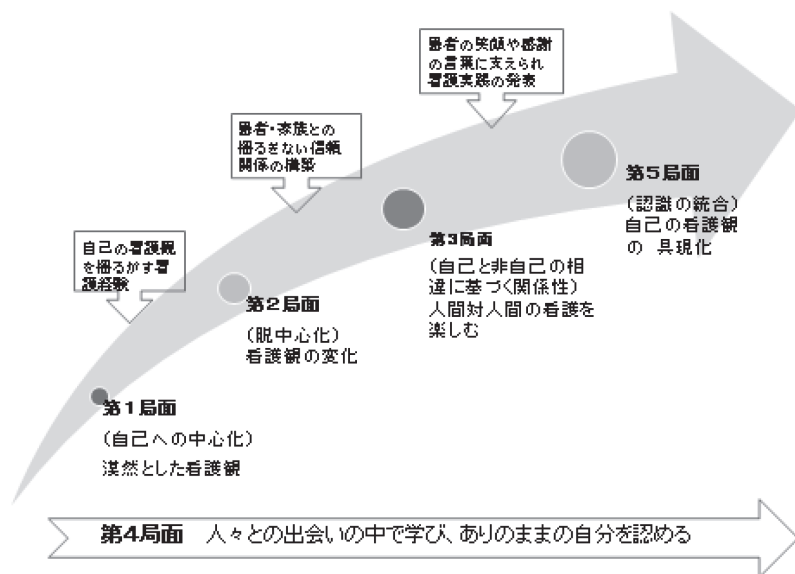 患者の笑顔や感謝
の言葉に支えられ
看護実践の発表
患者・家族との
揺るぎない信頼
関係の構築
自己の看護観
を揺るがす看
護経験
第5局面
(認識の統合)
自己の看護観
の 具現化
第3局面
(自己と非自己の相
違に基づく関係性)
人間対人間の看護を
楽しむ
第2局面
(脱中心化)
看護観の変化
第1局面
(自己への中心化)
漠然とした看護観
第4局面 人々との出会いの中で学び、ありのままの自分を認める